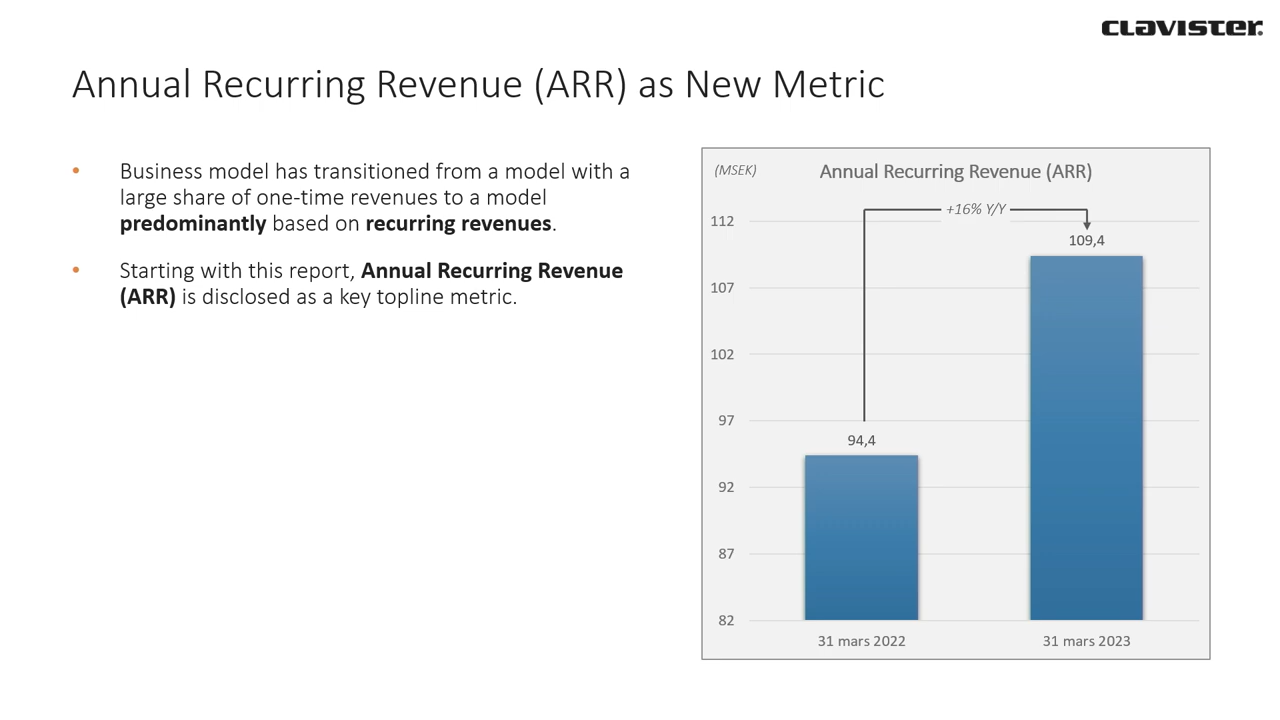 CLAVISTER
Annual Recurring Revenue (ARR) as New Metric
• Business model has transitioned from a model with a
large share of one-time revenues to a model
predominantly based on recurring revenues.
• Starting with this report, Annual Recurring Revenue
(ARR) is disclosed as a key topline metric.
(MSEK)
Annual Recurring Revenue (ARR)
+16% Y/Y
112
109,4
107
102
97
94,4
92
87
82
31 mars 2022
31 mars 2023